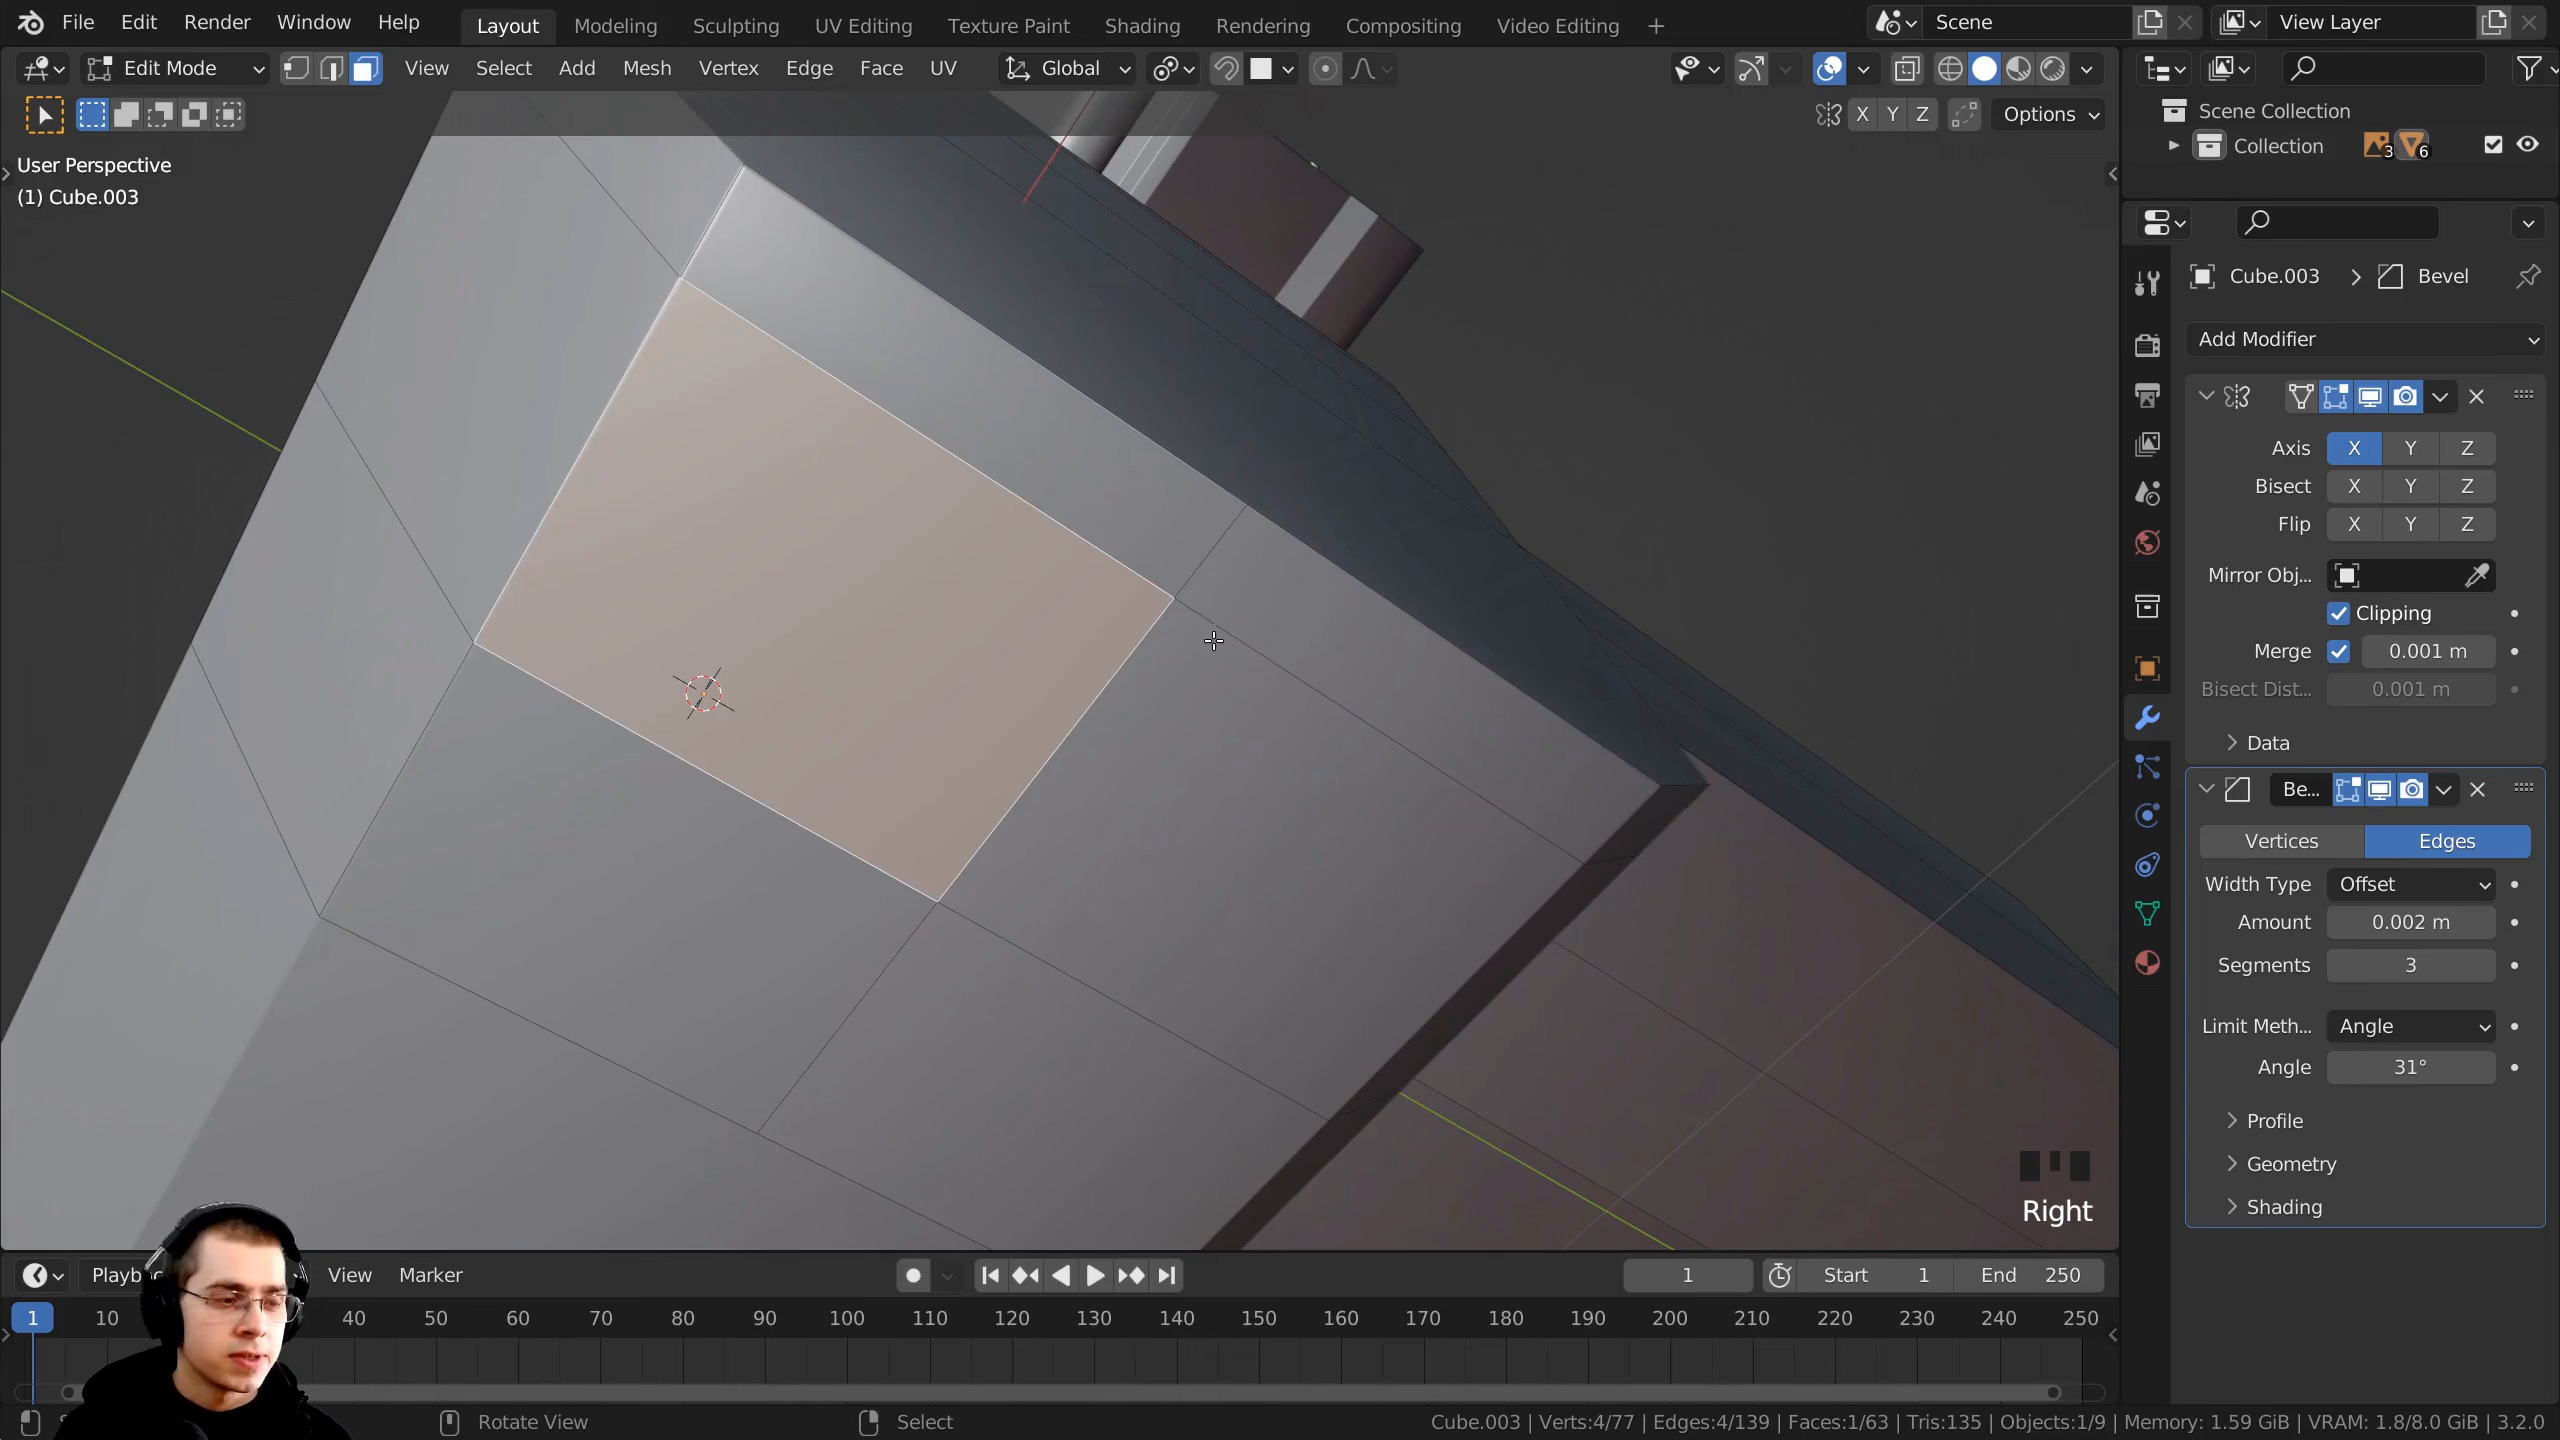 File Edit Render Window Help Layout Modeling Sculpting UV Editing Texture Paint Shading Rendering Compositing Video Editing + Scene View Layer
Edit Mode View Select Add Mesh Vertex Edge Face UV Global
X Y Z Options
User Perspective
(1) Cube.003
Scene Collection
Collection 3 6
Cube.003 > Bevel
Add Modifier
Axis X Y Z
Bisect X Y Z
Flip X Y Z
Mirror Obj...
Clipping
Merge 0.001 m
Bisect Dist... 0.001 m
Data
Be...
Vertices Edges
Width Type Offset
Amount 0.002 m
Segments 3
Limit Meth... Angle
Angle 31°
Profile
Geometry
Shading
Right
View Marker 1 Start 1 End 250
1 10 40 50 60 70 80 90 100 110 120 130 140 150 160 170 180 190 200 210 220 230 240 250
Rotate View Select Cube.003 | Verts:4/77 | Edges:4/139 | Faces:1/63 | Tris:135 | Objects:1/9 | Memory: 1.59 GiB | VRAM: 1.8/8.0 GiB | 3.2.0